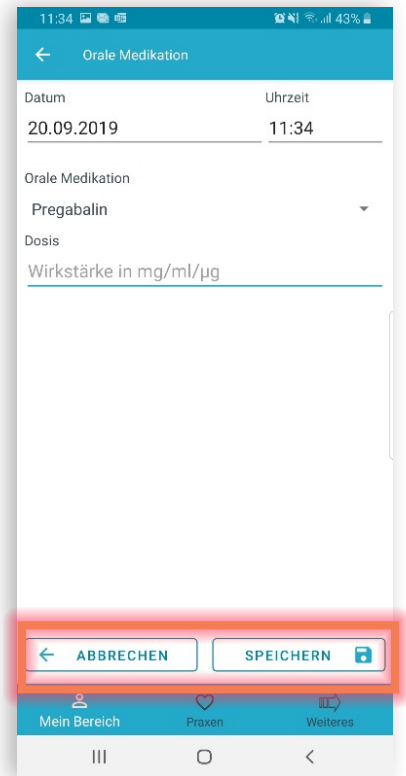 11:34 43%
Orale Medikation
Datum Uhrzeit
20.09.2019 11:34
Orale Medikation
Pregabalin
Dosis
Wirkstärke in mg/ml/µg
ABBRECHEN SPEICHERN
Mein Bereich Praxen Weiteres